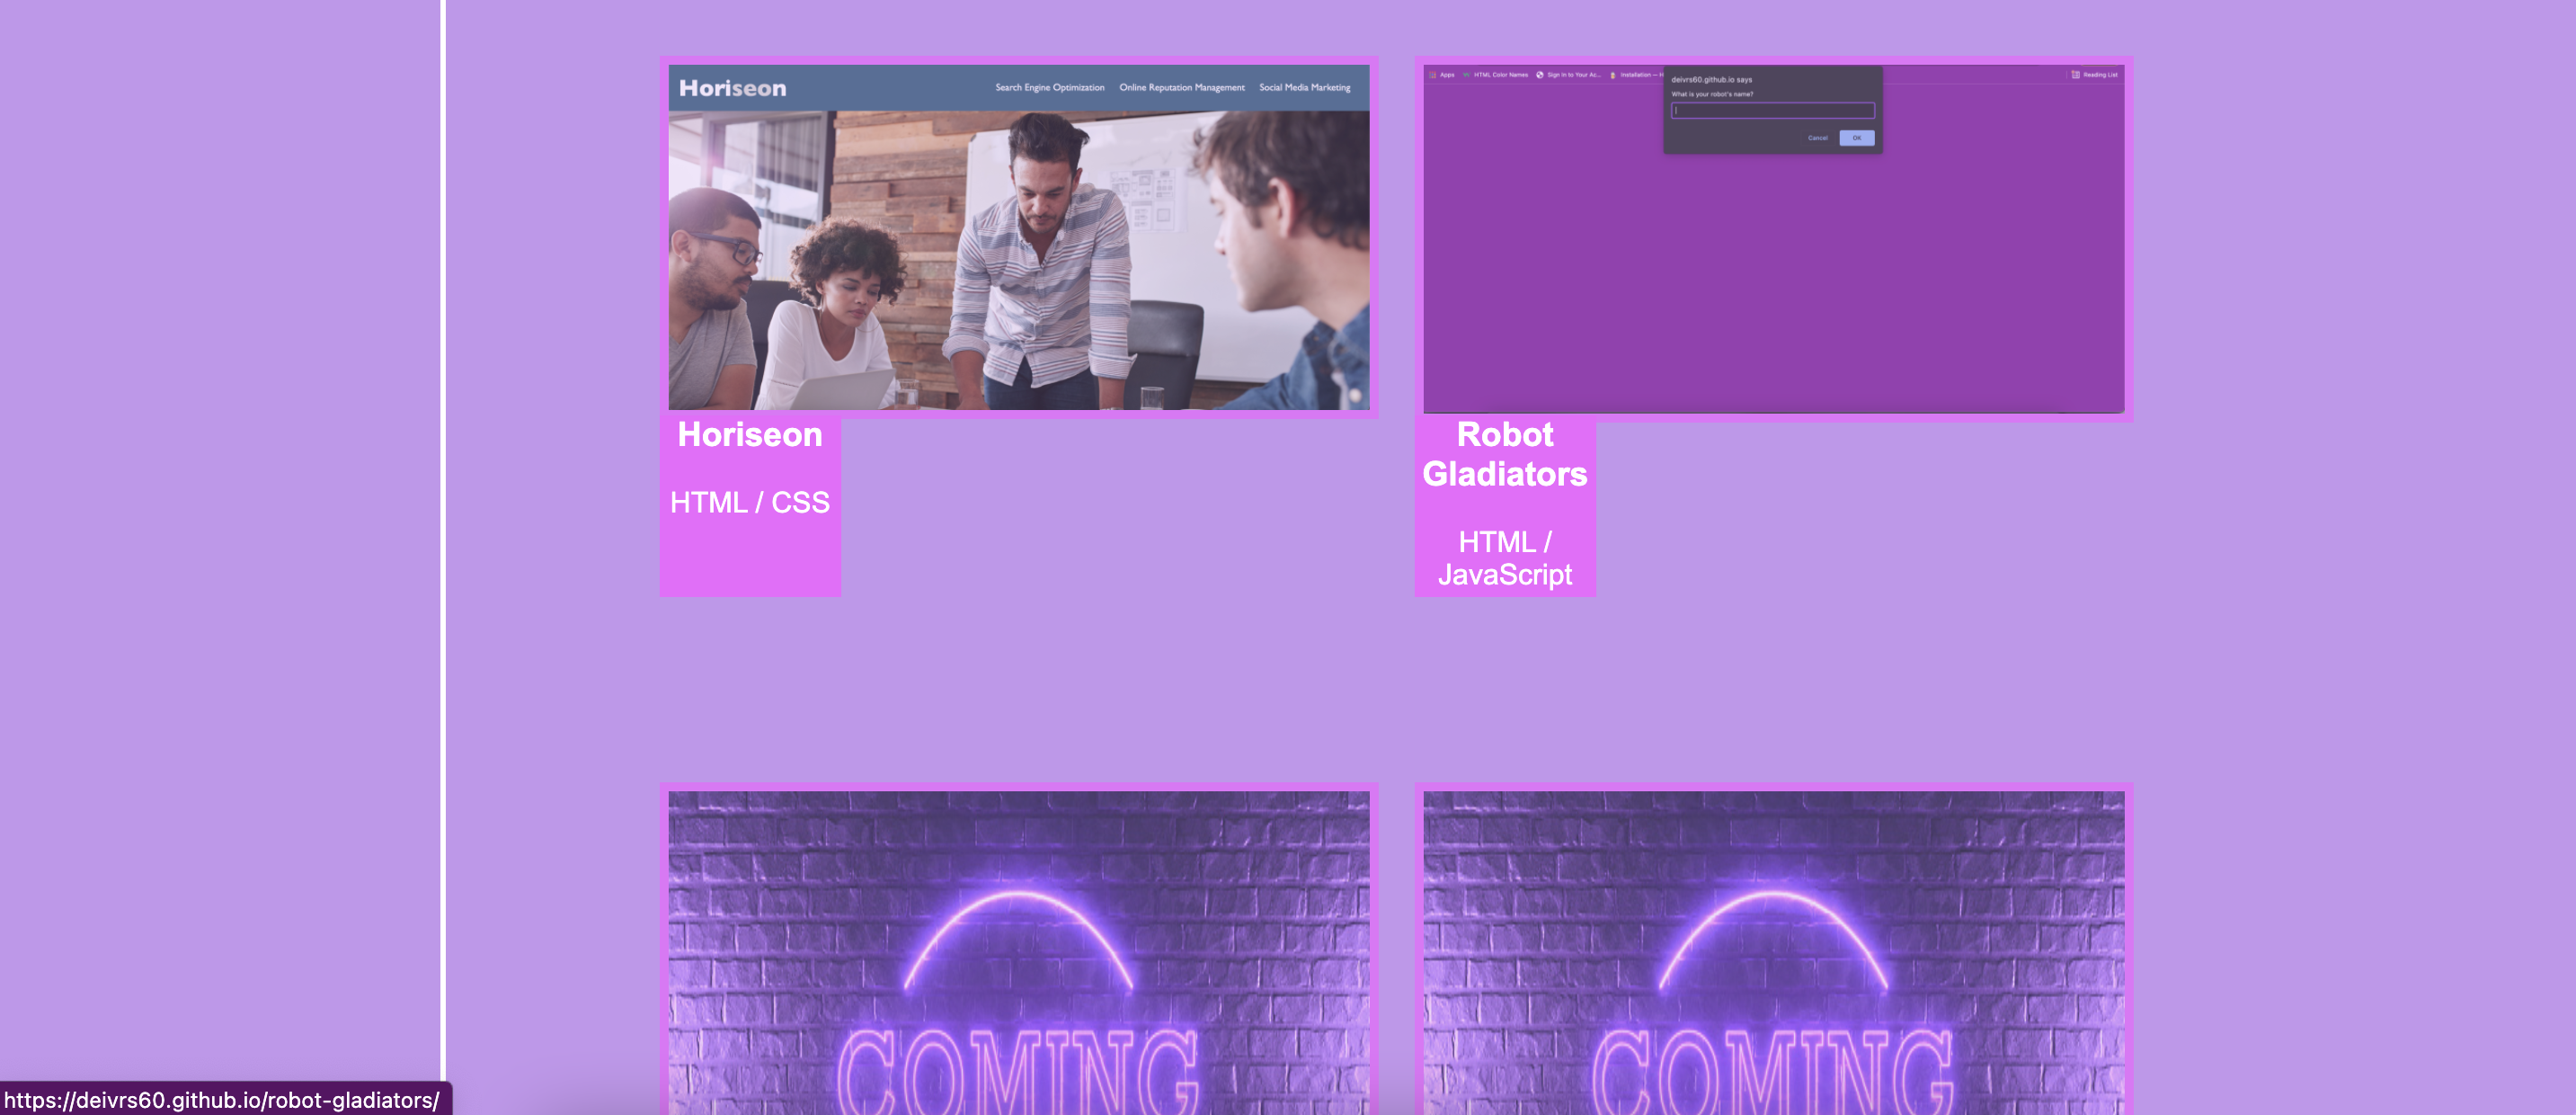 Horiseon
Search Engine Optimization Online Reputation Management Social Media Marketing
Apps HTML Color Names Sign in to Your Ac... Installation — H
Reading List
deivrs60.github.io says
What is your robot's name?
Cancel OK
Horiseon
HTML / CSS
Robot
Gladiators
HTML /
JavaScript
COMING
COMING
https://deivrs60.github.io/robot-gladiators/